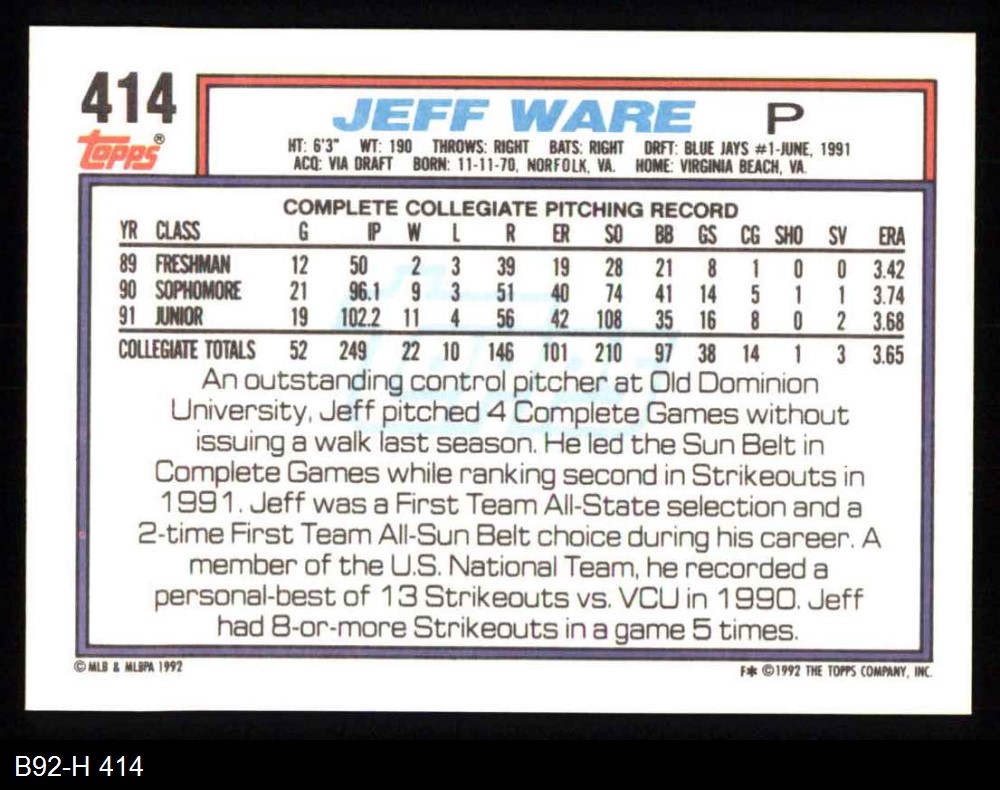 414
Topps®
JEFF WARE P
HT: 6'3" WT: 190 THROWS: RIGHT BATS: RIGHT DRFT: BLUE JAYS #1-JUNE, 1991
ACQ: VIA DRAFT BORN: 11-11-70, NORFOLK, VA. HOME: VIRGINIA BEACH, VA.
COMPLETE COLLEGIATE PITCHING RECORD
YR CLASS G IP W L R ER SO BB GS CG SHO SV ERA
89 FRESHMAN 12 50 2 3 39 19 28 21 8 1 0 0 3.42
90 SOPHOMORE 21 96.1 9 3 51 40 74 41 14 5 1 1 3.74
91 JUNIOR 19 102.2 11 4 56 42 108 35 16 8 0 2 3.68
COLLEGIATE TOTALS 52 249 22 10 146 101 210 97 38 14 1 3 3.65
An outstanding control pitcher at Old Dominion
University, Jeff pitched 4 Complete Games without
issuing a walk last season. He led the Sun Belt in
Complete Games while ranking second in Strikeouts in
1991. Jeff was a First Team All-State selection and a
2-time First Team All-Sun Belt choice during his career. A
member of the U.S. National Team, he recorded a
personal-best of 13 Strikeouts vs. VCU in 1990. Jeff
had 8-or-more Strikeouts in a game 5 times.
© MLB & MLBPA 1992 F* © 1992 THE TOPPS COMPANY, INC.
B92-H 414